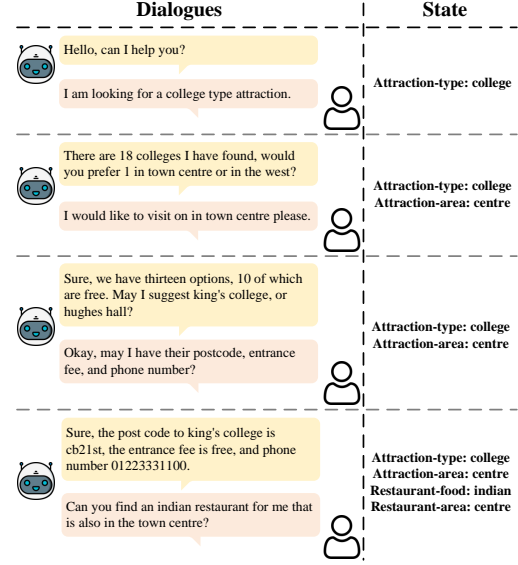 Dialogues
State
Hello, can I help you?
I am looking for a college type attraction.
Attraction-type: college
There are 18 colleges I have found, would
you prefer 1 in town centre or in the west?
I would like to visit on in town centre please.
Attraction-type: college
Attraction-area: centre
Sure, we have thirteen options, 10 of which
are free. May I suggest king's college, or
hughes hall?
Okay, may I have their postcode, entrance
fee, and phone number?
Attraction-type: college
Attraction-area: centre
Sure, the post code to king's college is
cb21st, the entrance fee is free, and phone
number 01223331100.
Can you find an indian restaurant for me that
is also in the town centre?
Attraction-type: college
Attraction-area: centre
Restaurant-food: indian
Restaurant-area: centre